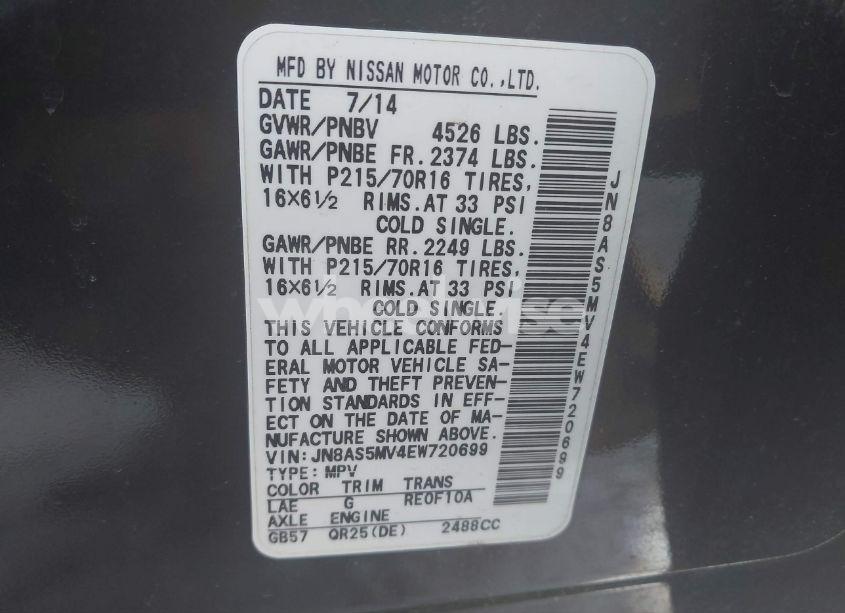 MFD BY NISSAN MOTOR CO.,LTD.
DATE 7/14
GVWR/PNBV 4526 LBS.
GAWR/PNBE FR. 2374 LBS.
WITH P215/70R16 TIRES,
16×6½ RIMS.AT 33 PSI
COLD SINGLE.
GAWR/PNBE RR. 2249 LBS.
WITH P215/70R16 TIRES,
16×6½ RIMS.AT 33 PSI
COLD SINGLE.
THIS VEHICLE CONFORMS
TO ALL APPLICABLE FED-
ERAL MOTOR VEHICLE SA-
FETY AND THEFT PREVEN-
TION STANDARDS IN EFF-
ECT ON THE DATE OF MA-
NUFACTURE SHOWN ABOVE.
VIN: JN8AS5MV4EW720699
TYPE: MPV
COLOR TRIM TRANS
LAE G RE0F10A
AXLE ENGINE
GB57 QR25(DE) 2488CC
JN8AS5MV4EW720699